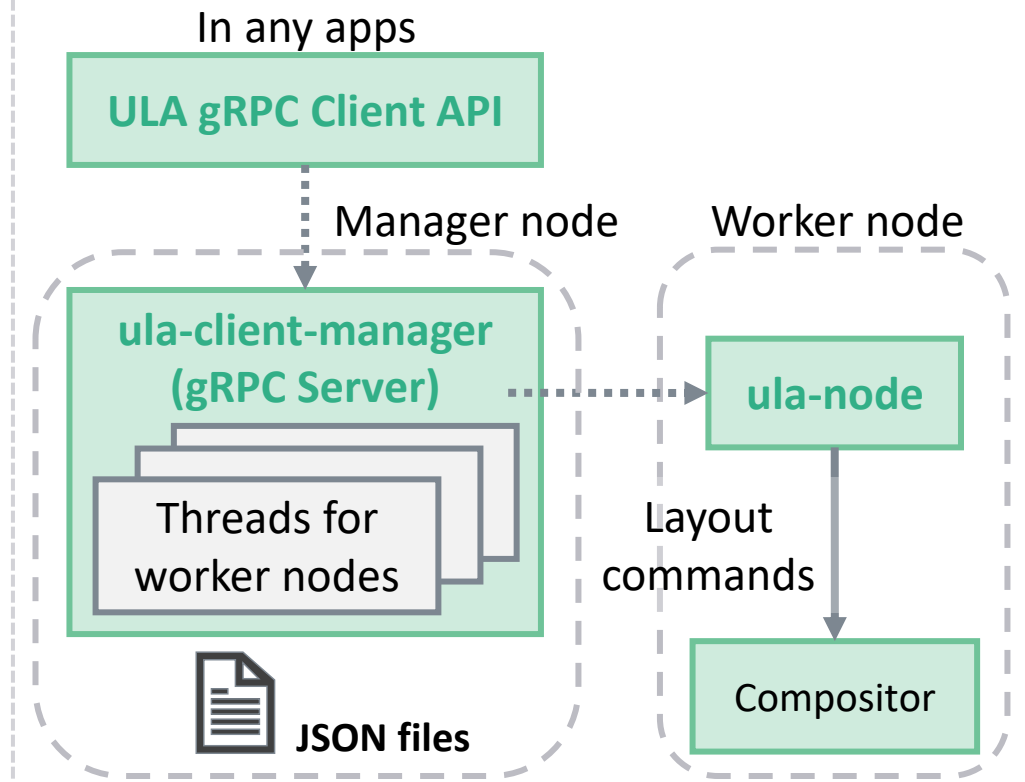 In any apps
ULA gRPC Client API
Manager node
Worker node
ula-client-manager
(gRPC Server)
ula-node
Threads for
worker nodes
Layout
commands
Compositor
JSON files